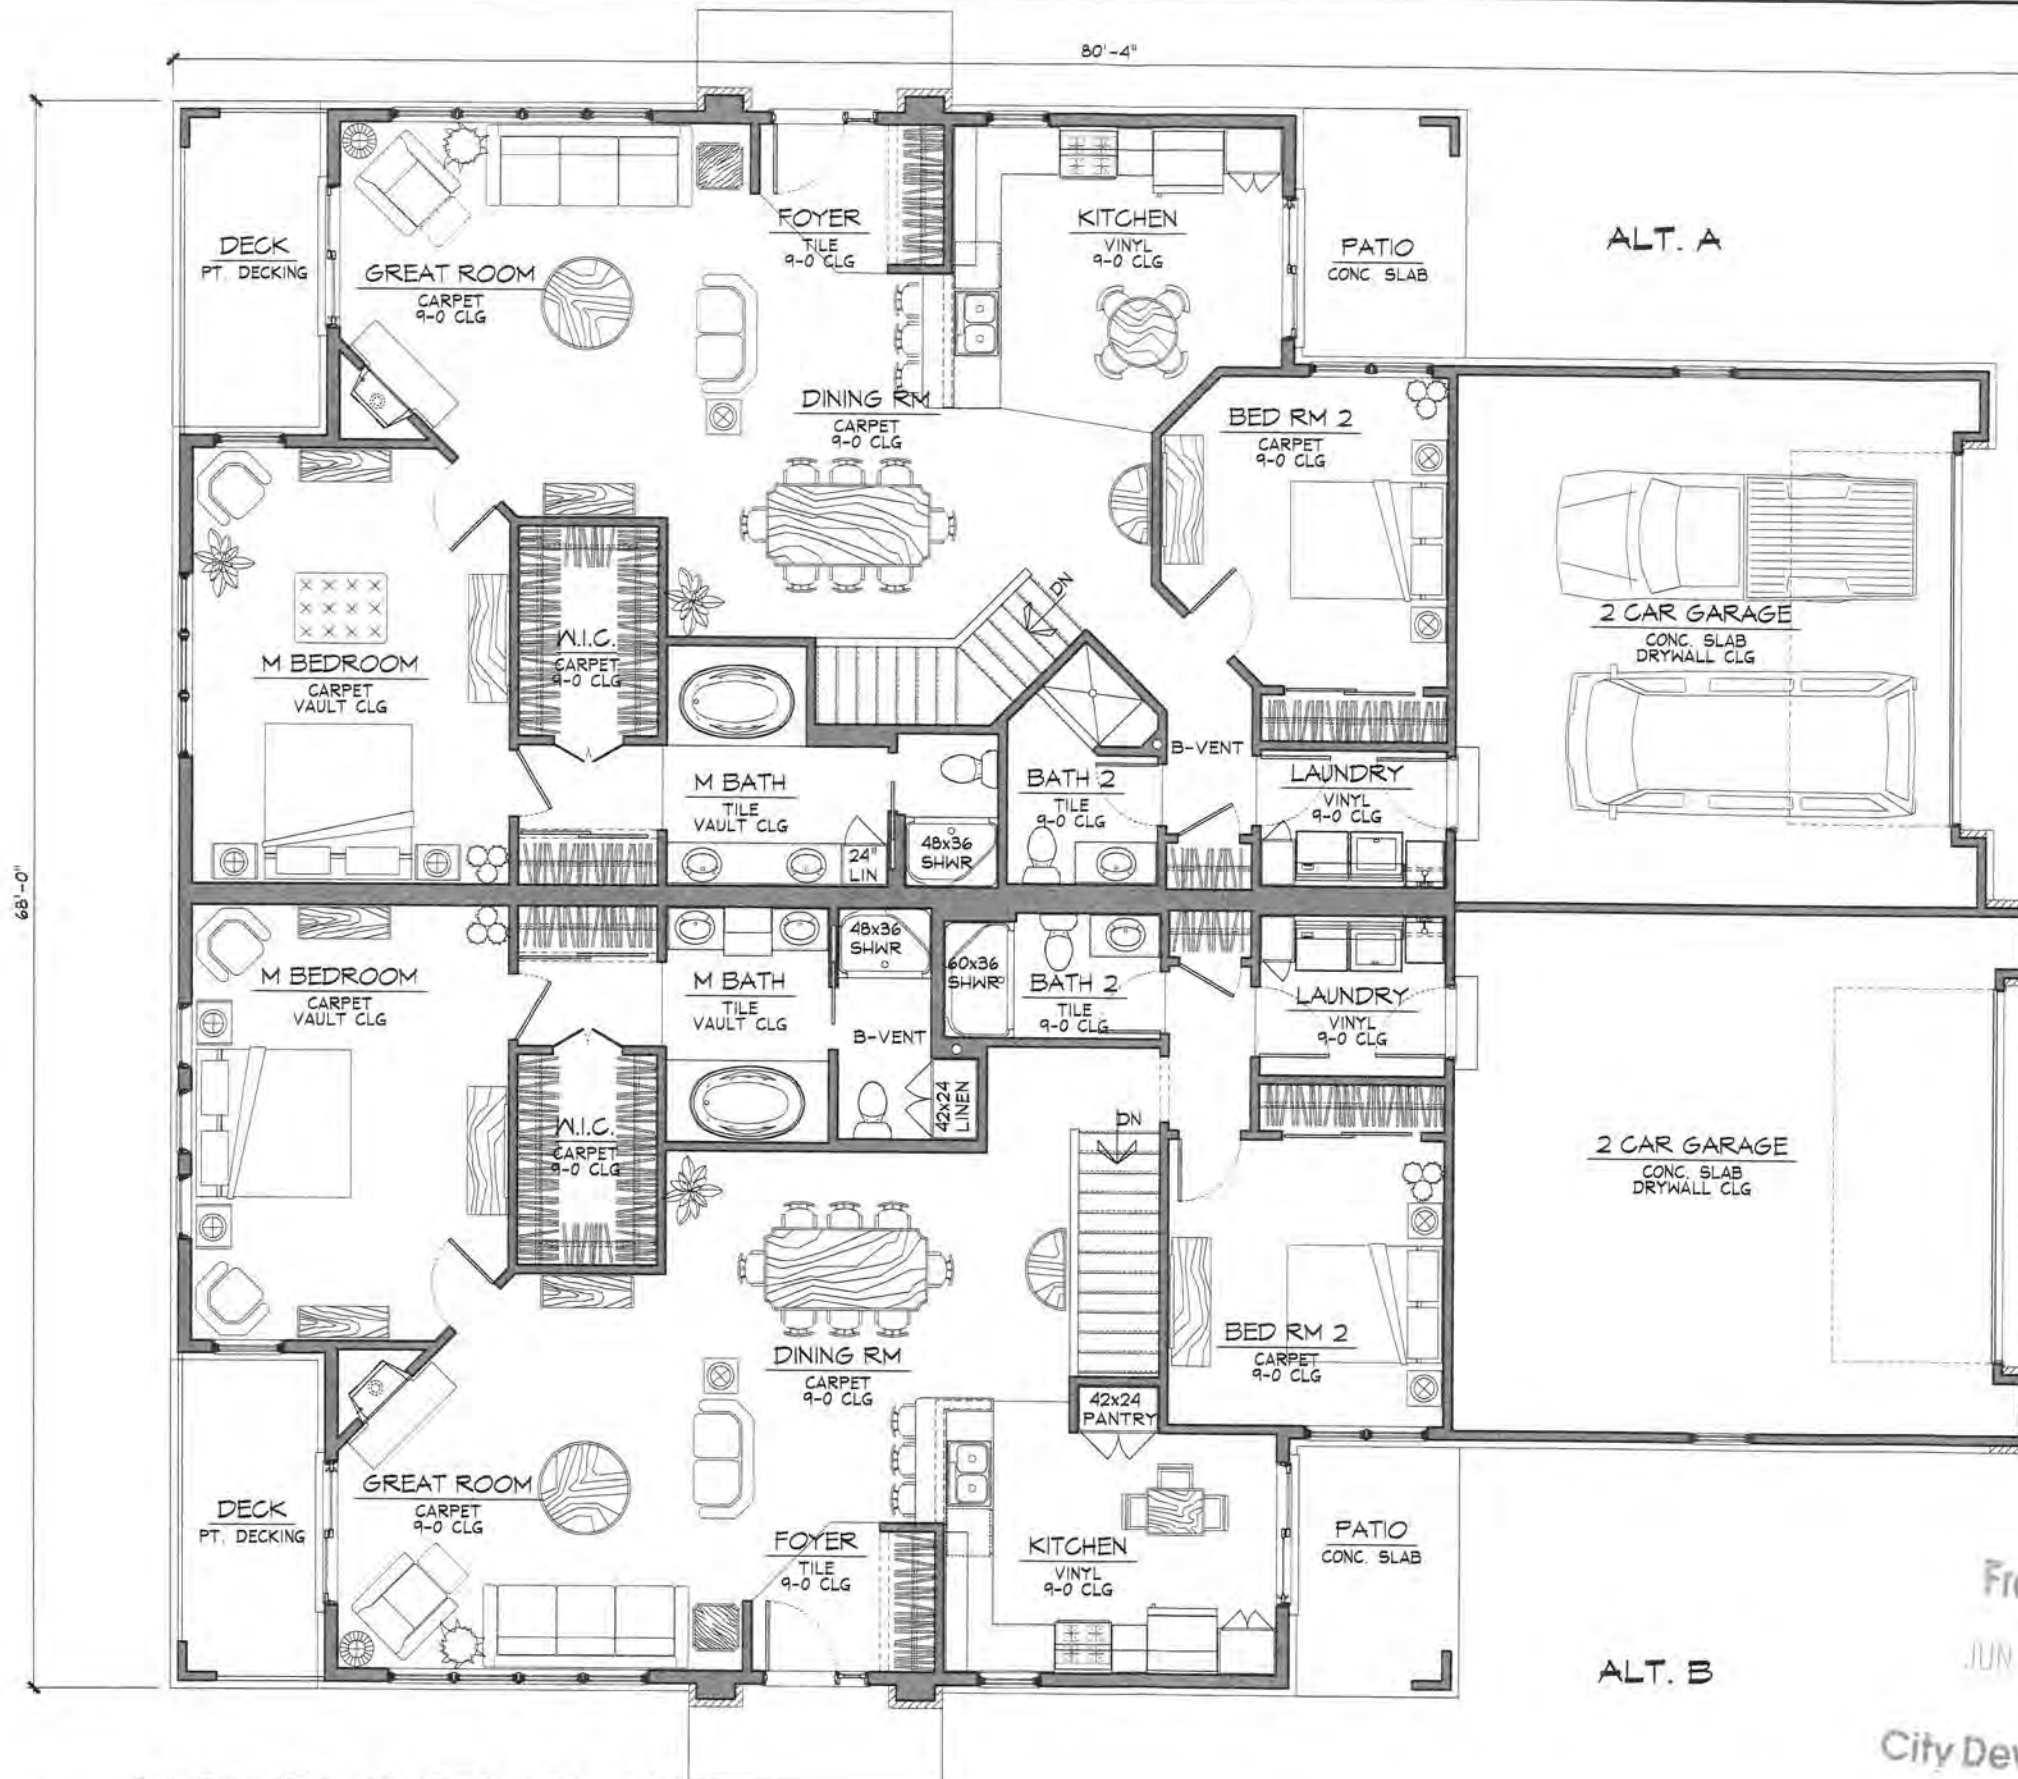 80'-4"
68'-0"
ALT. A
DECK
PT. DECKING
GREAT ROOM
CARPET
9-0 CLG
FOYER
TILE
9-0 CLG
KITCHEN
VINYL
9-0 CLG
PATIO
CONC. SLAB
DINING RM
CARPET
9-0 CLG
BED RM 2
CARPET
9-0 CLG
DN
2 CAR GARAGE
CONC. SLAB
DRYWALL CLG
M BEDROOM
CARPET
VAULT CLG
W.I.C.
CARPET
9-0 CLG
M BATH
TILE
VAULT CLG
24"
LIN
48x36
SHWR
BATH 2
TILE
9-0 CLG
B-VENT
LAUNDRY
VINYL
9-0 CLG
M BEDROOM
CARPET
VAULT CLG
M BATH
TILE
VAULT CLG
48x36
SHWR
B-VENT
42x24
LINEN
60x36
SHWR
BATH 2
TILE
9-0 CLG
LAUNDRY
VINYL
9-0 CLG
W.I.C.
CARPET
9-0 CLG
DN
2 CAR GARAGE
CONC. SLAB
DRYWALL CLG
DINING RM
CARPET
9-0 CLG
BED RM 2
CARPET
9-0 CLG
42x24
PANTRY
GREAT ROOM
CARPET
9-0 CLG
DECK
PT. DECKING
FOYER
TILE
9-0 CLG
KITCHEN
VINYL
9-0 CLG
PATIO
CONC. SLAB
ALT. B
JUN
City Dev